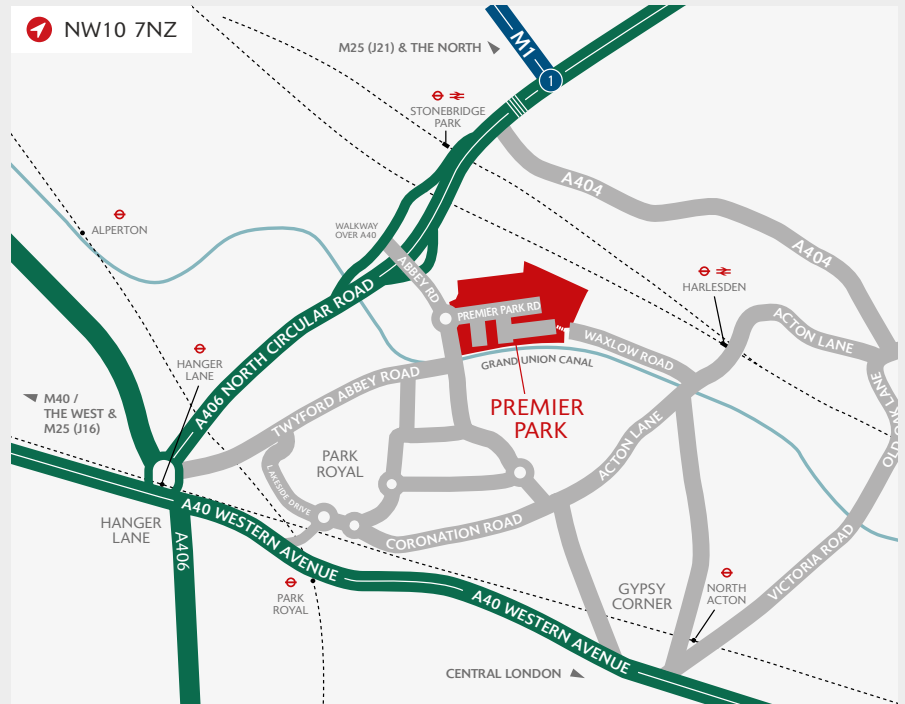 NW10 7NZ
M25 (J21) & THE NORTH
M1
1
STONEBRIDGE
PARK
A404
A404
ALPERTON
WALKWAY
OVER A40
ABBEY RD
HARLESDEN
PREMIER PARK RD
ACTON LANE
WAXLOW ROAD
GRAND UNION CANAL
A406 NORTH CIRCULAR ROAD
HANGER
LANE
TWYFORD ABBEY ROAD
M40 /
THE WEST &
M25 (J16)
PREMIER
PARK
OLD OAK LANE
ACTON LANE
PARK
ROYAL
LAKESIDE DRIVE
HANGER
LANE
A40 WESTERN AVENUE
A406
CORONATION ROAD
VICTORIA ROAD
PARK
ROYAL
A40 WESTERN AVENUE
GYPSY
CORNER
NORTH
ACTON
CENTRAL LONDON